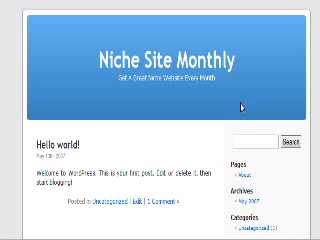 Niche Site Monthly
Get A Great Niche Website Every Month
Hello world!
May 10th 2007
Welcome to WordPress. This is your first post. Edit or delete it, then
start blogging!
Posted in Uncategorized | Edit | 1 Comment »
Search
Pages
» About
Archives
» May 2007
Categories
» Uncategorized (1)